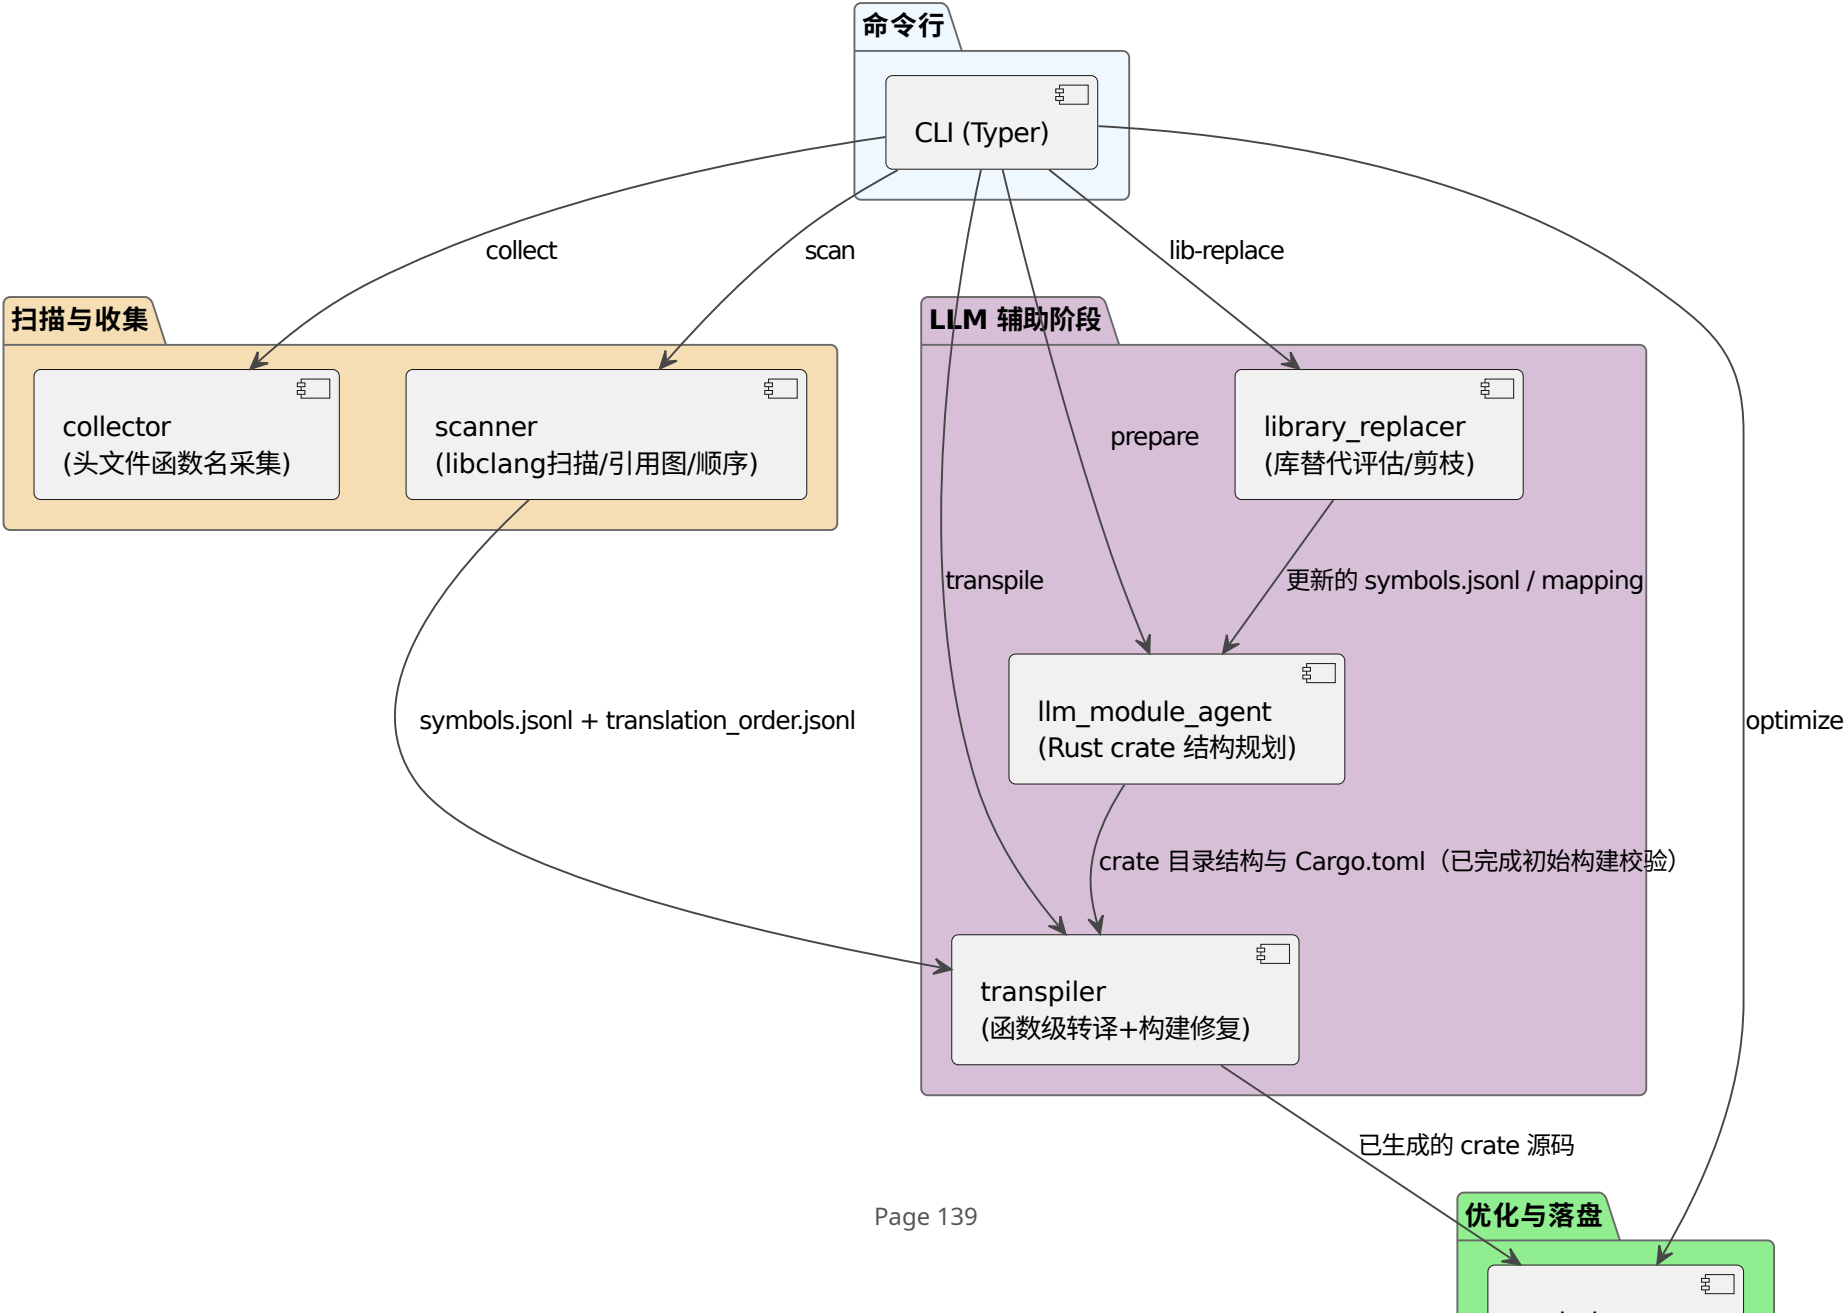 命令行
CLI (Typer)
collect
scan
lib-replace
扫描与收集
LLM 辅助阶段
collector
(头文件函数名采集)
scanner
(libclang扫描/引用图/顺序)
prepare
library_replacer
(库替代评估/剪枝)
transpile
更新的 symbols.jsonl / mapping
symbols.jsonl + translation_order.jsonl
llm_module_agent
(Rust crate 结构规划)
optimize
crate 目录结构与 Cargo.toml（已完成初始构建校验）
transpiler
(函数级转译+构建修复)
已生成的 crate 源码
Page 139
优化与落盘